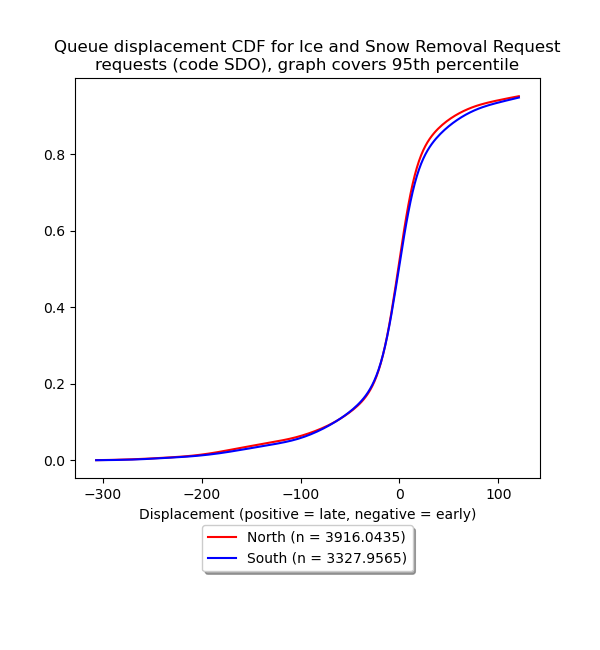 Queue displacement CDF for Ice and Snow Removal Request
requests (code SDO), graph covers 95th percentile
0.8
0.6
0.4
0.2
0.0
−300 −200 −100 0 100
Displacement (positive = late, negative = early)
North (n = 3916.0435)
South (n = 3327.9565)